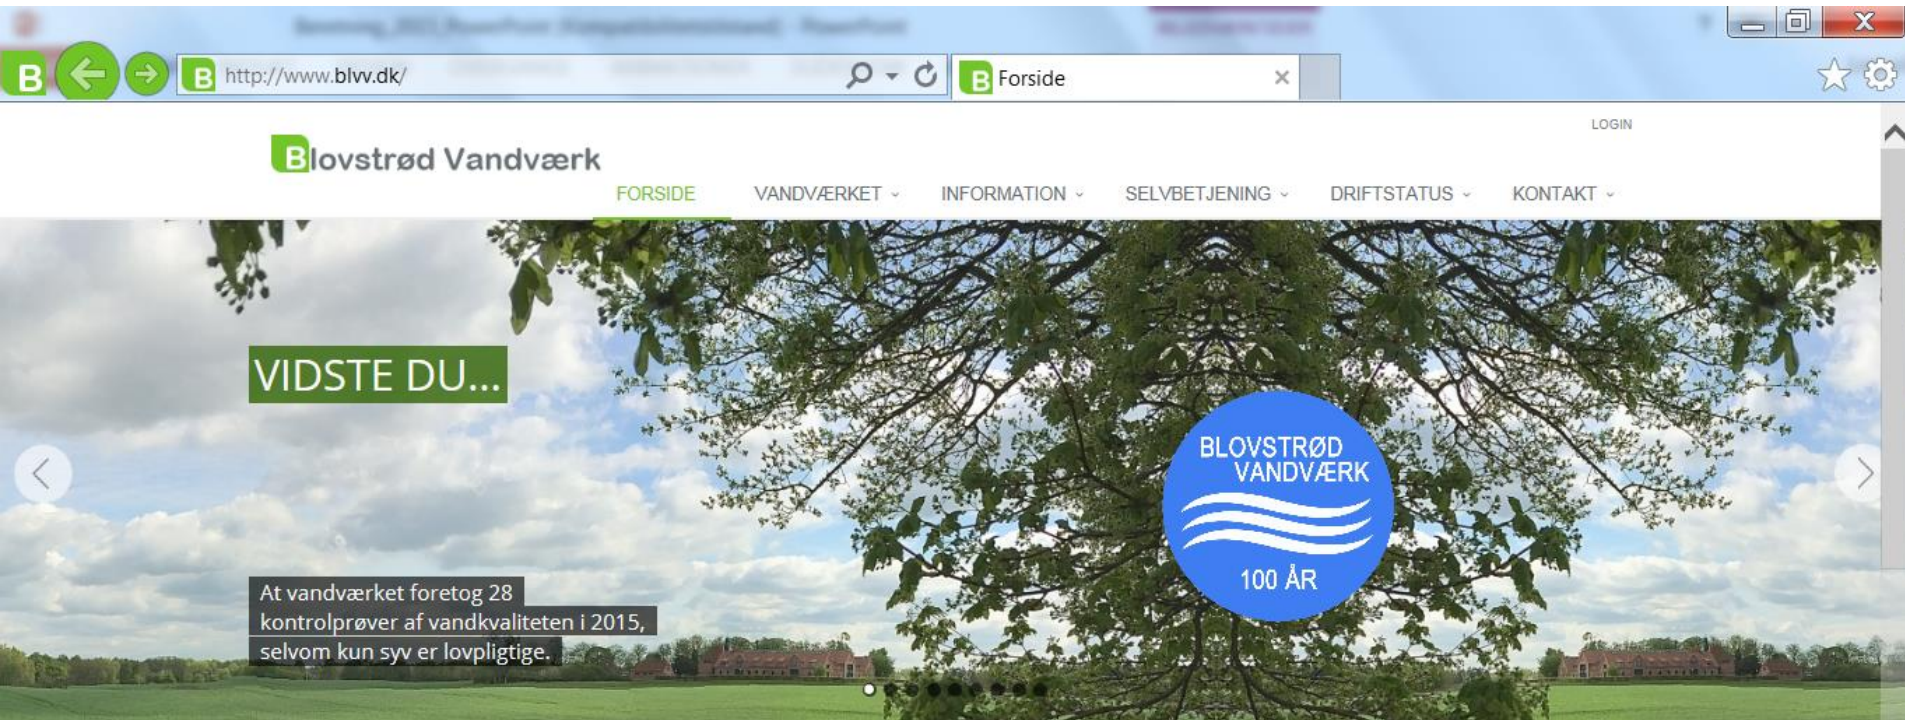 B
B http://www.blvv.dk/
B Forside
LOGIN
Blovstrød Vandværk
FORSIDE VANDVÆRKET INFORMATION SELVBETJENING DRIFTSTATUS KONTAKT
VIDSTE DU...
BLOVSTRØD
VANDVÆRK
100 ÅR
At vandværket foretog 28
kontrolprøver af vandkvaliteten i 2015,
selvom kun syv er lovpligtige.